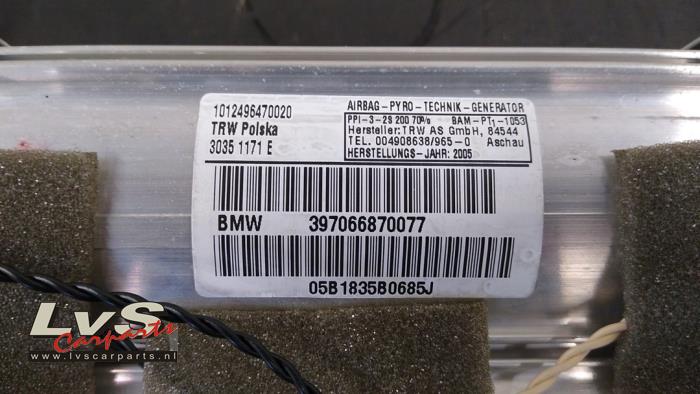 1012496470020
TRW Polska
3035 1171 E
AIRBAG-PYRO-TECHNIK-GENERATOR
PPI-3-2S 200 70% BAM-PT1-1053
Hersteller: TRW AS GmbH, 84544
TEL. 004908638/965-0 Aschau
HERSTELLUNGS-JAHR: 2005
BMW 397066870077
05B1835B0685J
LvS
Carparts
www.lvscarparts.nl